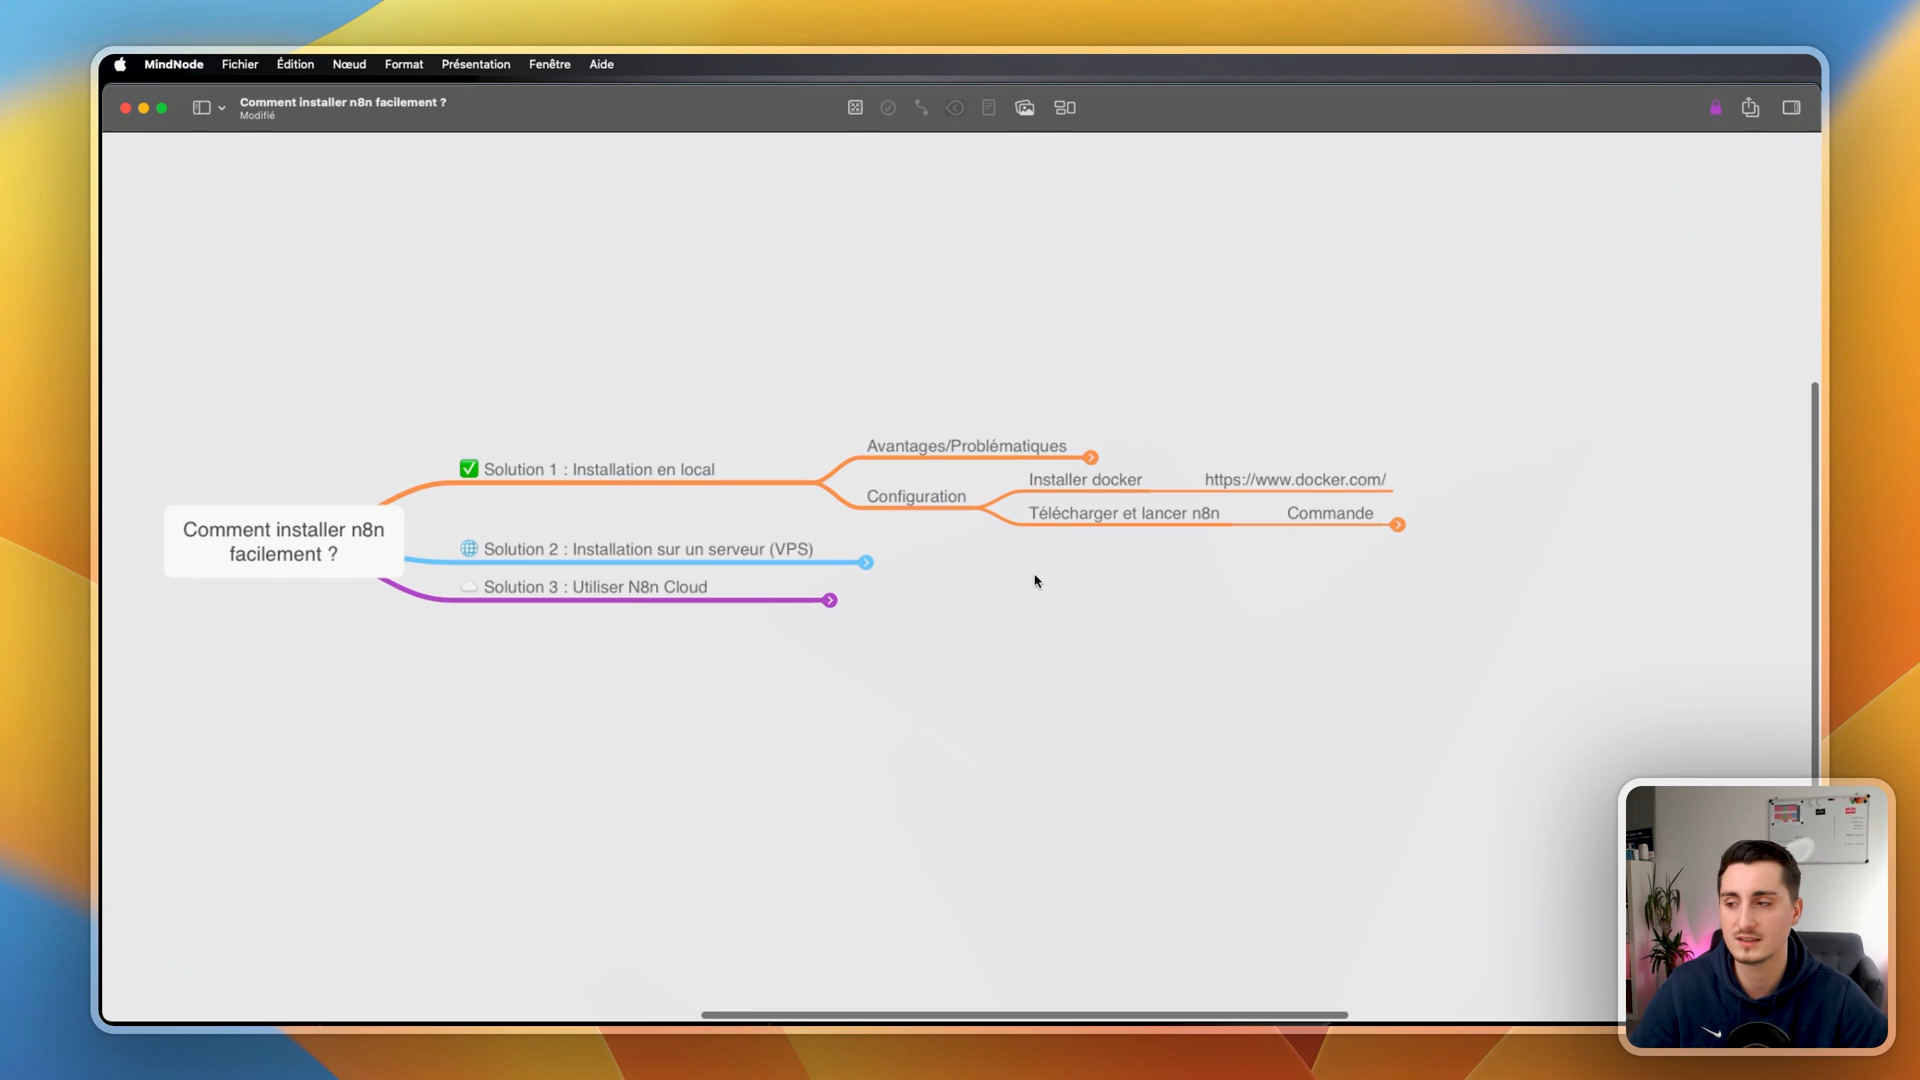 MindNode Fichier Édition Nœud Format Présentation Fenêtre Aide
Comment installer n8n facilement ?
Modifié
Comment installer n8n
facilement ?
✅ Solution 1 : Installation en local
Avantages/Problématiques
Configuration
Installer docker
https://www.docker.com/
Télécharger et lancer n8n
Commande
🌐 Solution 2 : Installation sur un serveur (VPS)
☁️ Solution 3 : Utiliser N8n Cloud